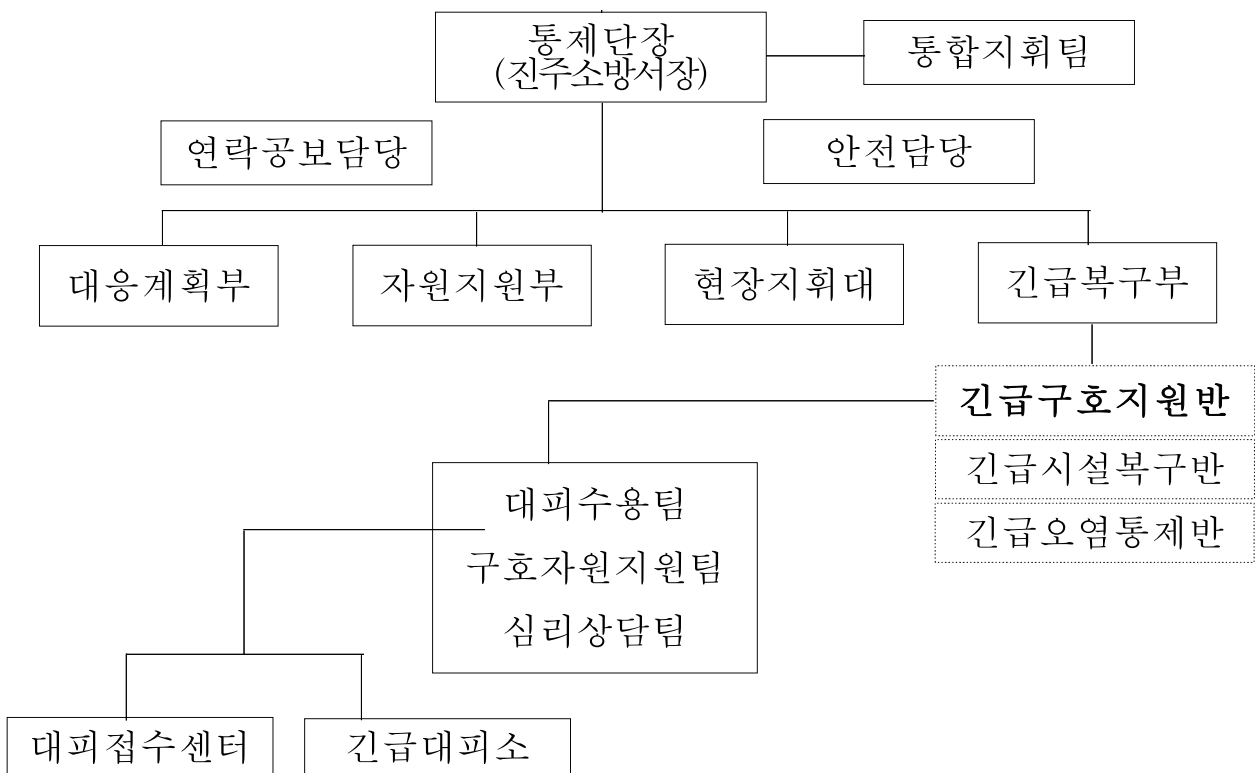 통제단장
(진주소방서장)
통합지휘팀
연락공보담당
안전담당
대응계획부
자원지원부
현장지휘대
긴급복구부
긴급구호지원반
긴급시설복구반
긴급오염통제반
대피수용팀
구호자원지원팀
심리상담팀
대피접수센터
긴급대피소